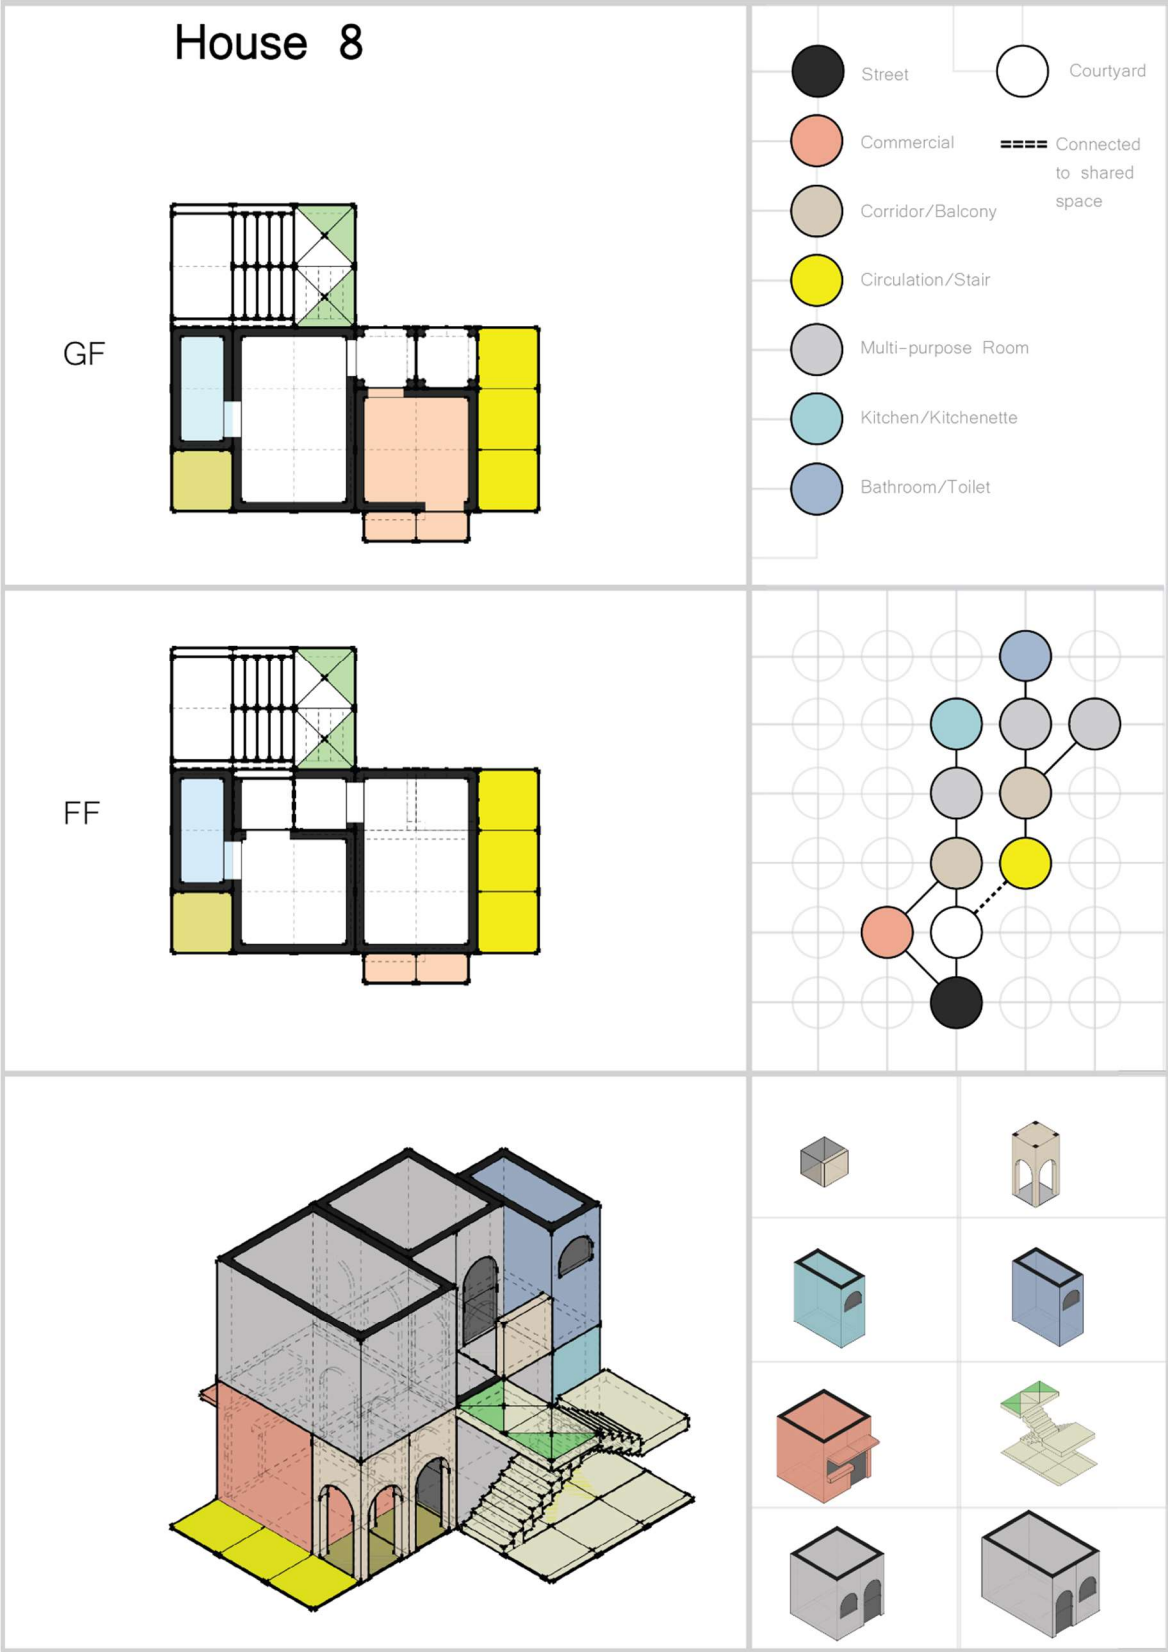 House 8
GF
FF
Street
Courtyard
Commercial
Connected
to shared
space
Corridor/Balcony
Circulation/Stair
Multi-purpose Room
Kitchen/Kitchenette
Bathroom/Toilet